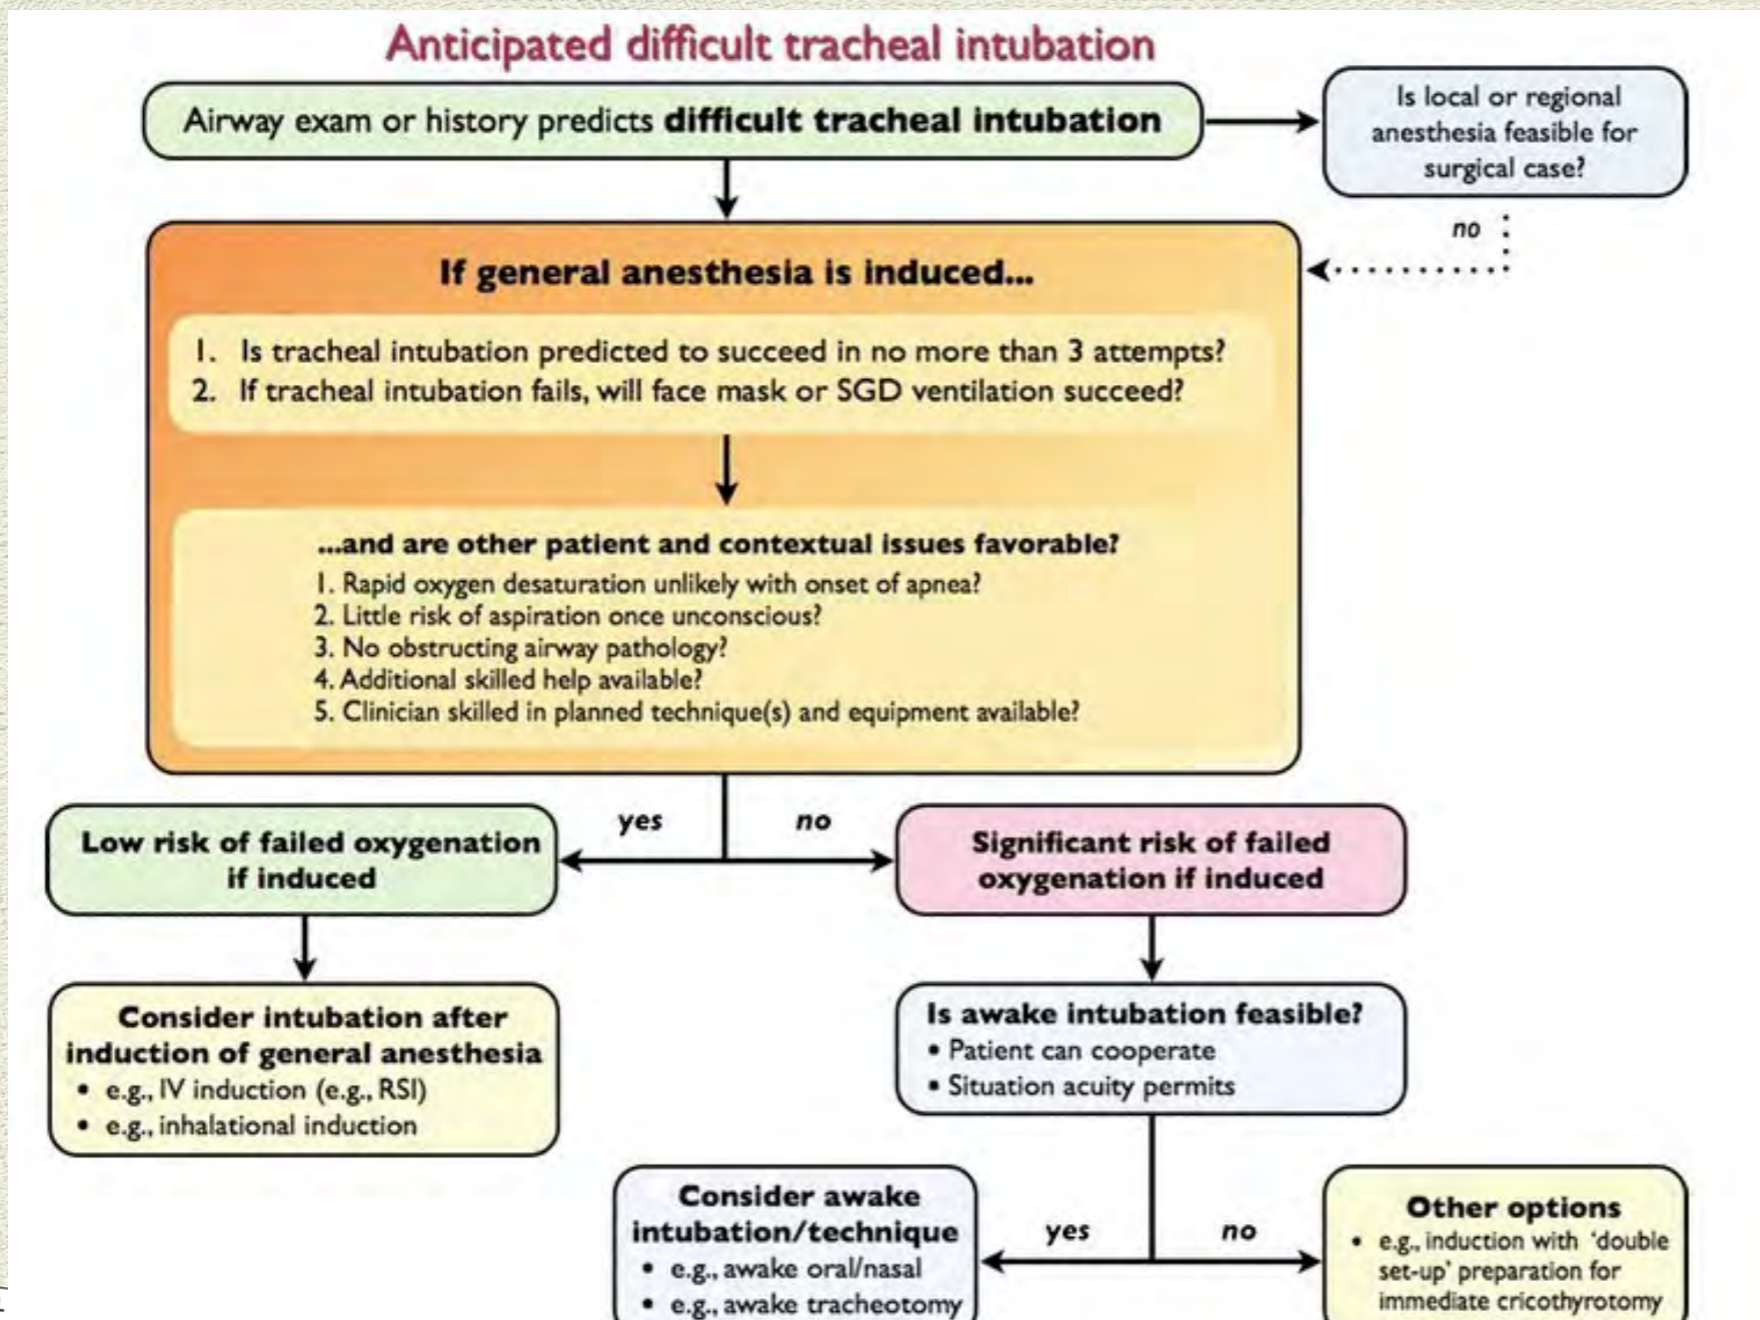 Anticipated difficult tracheal intubation
Airway exam or history predicts difficult tracheal intubation
Is local or regional
anesthesia feasible for
surgical case?
no
If general anesthesia is induced...
1. Is tracheal intubation predicted to succeed in no more than 3 attempts?
2. If tracheal intubation fails, will face mask or SGD ventilation succeed?
...and are other patient and contextual issues favorable?
1. Rapid oxygen desaturation unlikely with onset of apnea?
2. Little risk of aspiration once unconscious?
3. No obstructing airway pathology?
4. Additional skilled help available?
5. Clinician skilled in planned technique(s) and equipment available?
yes
no
Low risk of failed oxygenation
if induced
Significant risk of failed
oxygenation if induced
Consider intubation after
induction of general anesthesia
• e.g., IV induction (e.g., RSI)
• e.g., inhalational induction
Is awake intubation feasible?
• Patient can cooperate
• Situation acuity permits
yes
no
Consider awake
intubation/technique
• e.g., awake oral/nasal
• e.g., awake tracheotomy
Other options
• e.g., induction with 'double
set-up' preparation for
immediate cricothyrotomy